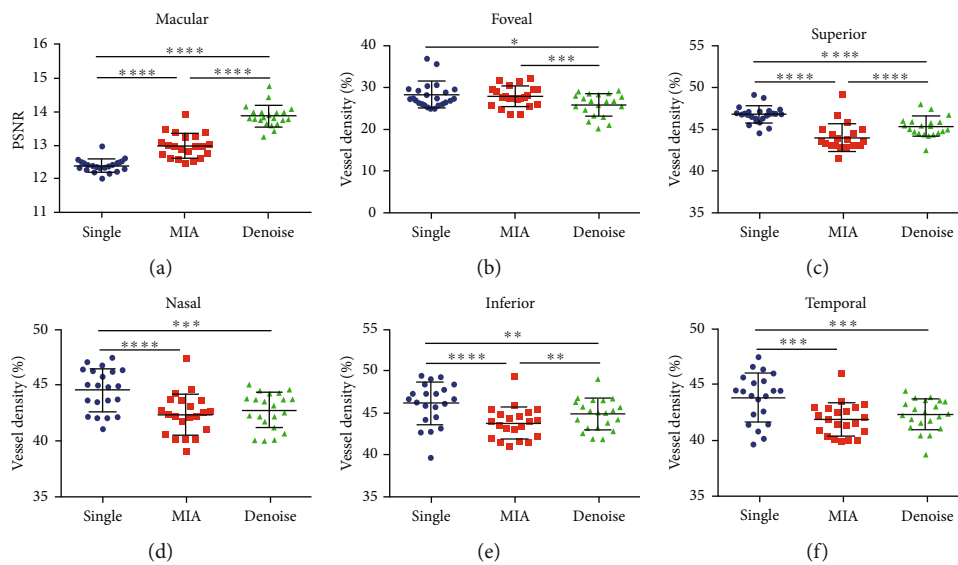 Macular
PSNR
16
15
14
13
12
11
****
**** ****
Single MIA Denoise
(a)
Foveal
Vessel density (%)
40
30
20
10
0
*
***
Single MIA Denoise
(b)
Superior
Vessel density (%)
50
45
40
35
****
**** ****
Single MIA Denoise
(c)
Nasal
Vessel density (%)
50
45
40
35
***
****
Single MIA Denoise
(d)
Inferior
Vessel density (%)
55
50
45
40
35
**
**** **
Single MIA Denoise
(e)
Temporal
Vessel density (%)
50
45
40
35
***
***
Single MIA Denoise
(f)